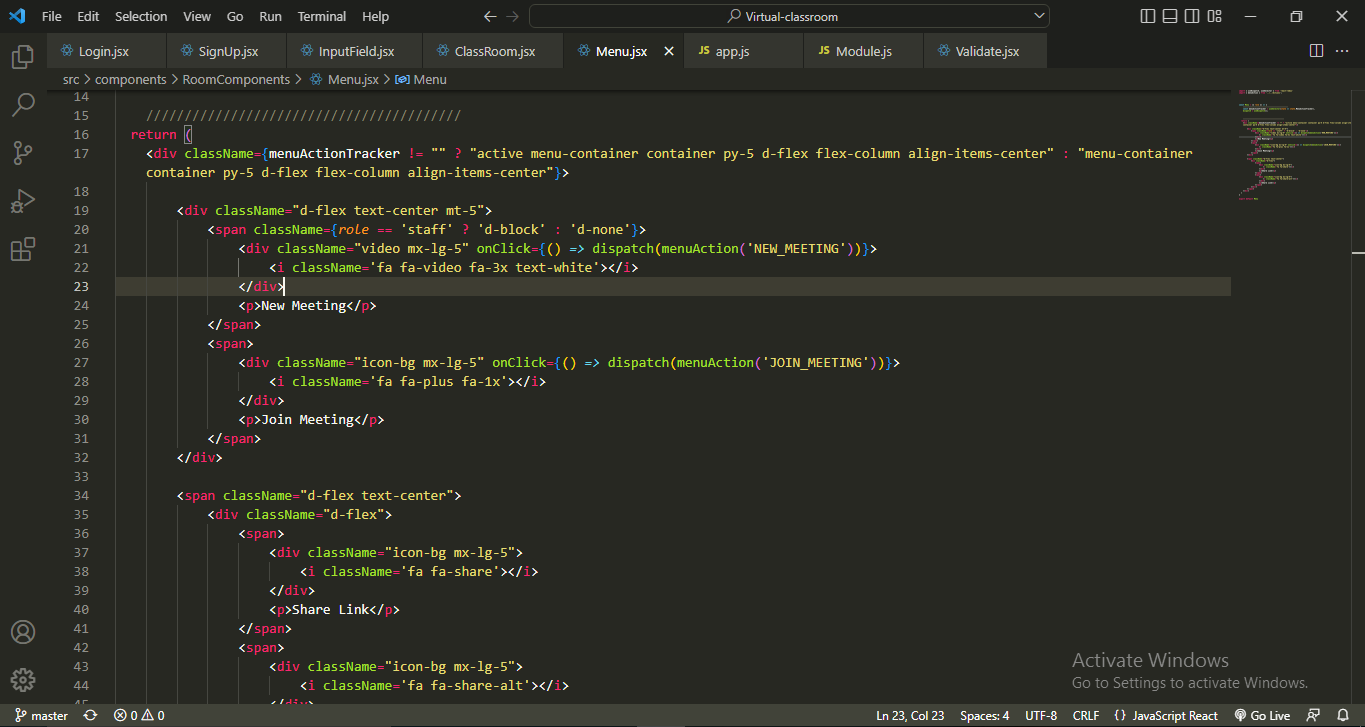 File Edit Selection View Go Run Terminal Help Virtual-classroom
Login.jsx SignUp.jsx InputField.jsx ClassRoom.jsx Menu.jsx JS app.js JS Module.js Validate.jsx
src > components > RoomComponents > Menu.jsx > Menu
14
15 /////////////////////////////////////////
16 return (
17 <div className={menuActionTracker != "" ? "active menu-container container py-5 d-flex flex-column align-items-center" : "menu-
container container py-5 d-flex flex-column align-items-center"}>
18
19 <div className="d-flex text-center mt-5">
20 <span className={role == 'staff' ? 'd-block' : 'd-none'}>
21 <div className="video mx-lg-5" onClick={() => dispatch(menuAction('NEW_MEETING'))}>
22 <i className='fa fa-video fa-3x text-white'></i>
23 </div>
24 <p>New Meeting</p>
25 </span>
26 <span>
27 <div className="icon-bg mx-lg-5" onClick={() => dispatch(menuAction('JOIN_MEETING'))}>
28 <i className='fa fa-plus fa-1x'></i>
29 </div>
30 <p>Join Meeting</p>
31 </span>
32 </div>
33
34 <span className="d-flex text-center">
35 <div className="d-flex">
36 <span>
37 <div className="icon-bg mx-lg-5">
38 <i className='fa fa-share'></i>
39 </div>
40 <p>Share Link</p>
41 </span>
42 <span>
43 <div className="icon-bg mx-lg-5">
44 <i className='fa fa-share-alt'></i>
45 </div>
Activate Windows
Go to Settings to activate Windows.
master 0 0 Ln 23, Col 23 Spaces: 4 UTF-8 CRLF {} JavaScript React Go Live